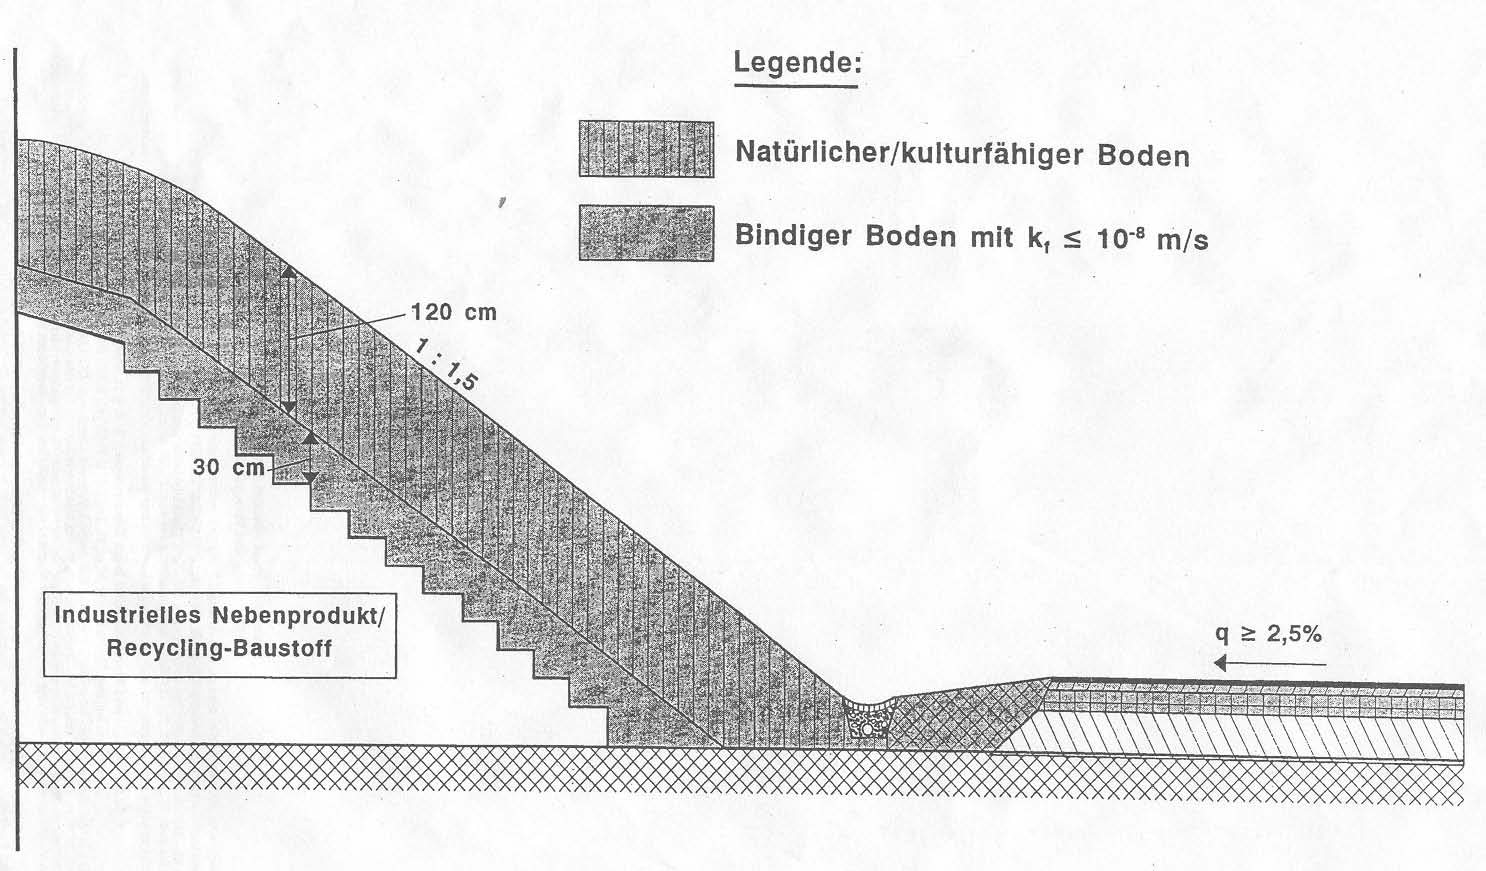 Legende:
Natürlicher/kulturfähiger Boden
Bindiger Boden mit k_f ≤ 10⁻⁸ m/s
120 cm
1 : 1,5
30 cm
Industrielles Nebenprodukt/
Recycling-Baustoff
q ≥ 2,5%